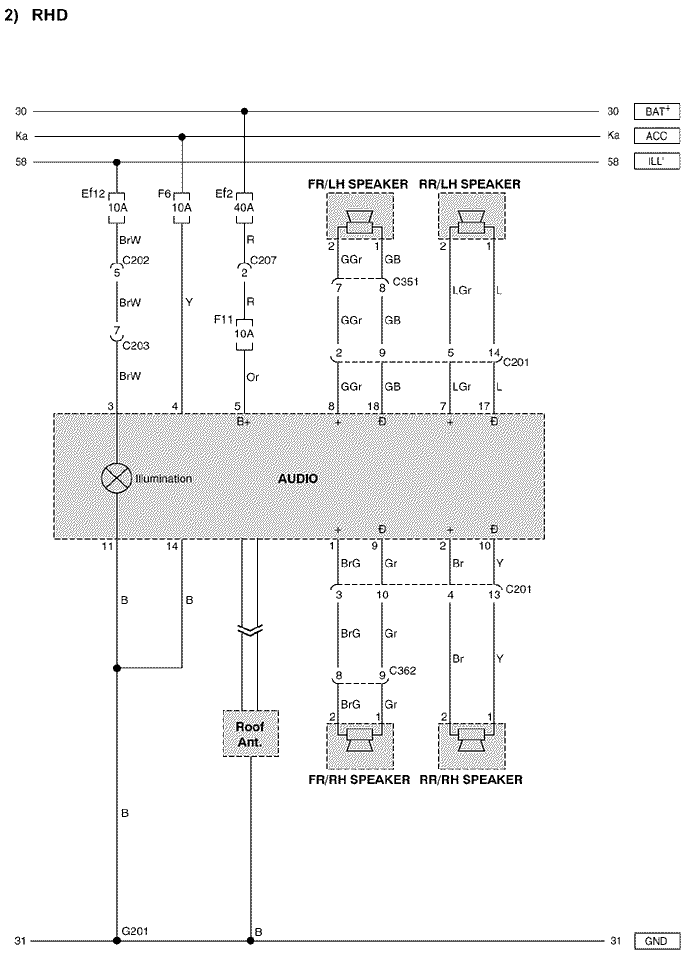 2) RHD
30 30 BAT+
Ka Ka ACC
58 58 ILL'
FR/LH SPEAKER RR/LH SPEAKER
Ef12 F6 Ef2
10A 10A 40A
BrW R 2 1 2 1
GGr GB
C202 C207
5 2
7 8 C351
LGr L
BrW Y R
F11
10A
GGr GB
7
C203
2 9 5 14 C201
BrW Or GGr GB LGr L
3 4 5 8 18 7 17
B+ + Đ + Đ
Illumination AUDIO
+ Đ + Đ
11 14 1 9 2 10
BrG Gr Br Y
C201
3 10 4 13
B B
BrG Gr
Br Y
8 9 C362
BrG Gr
2 1 2 1
Roof
Ant.
FR/RH SPEAKER RR/RH SPEAKER
B
G201 B
31 31 GND